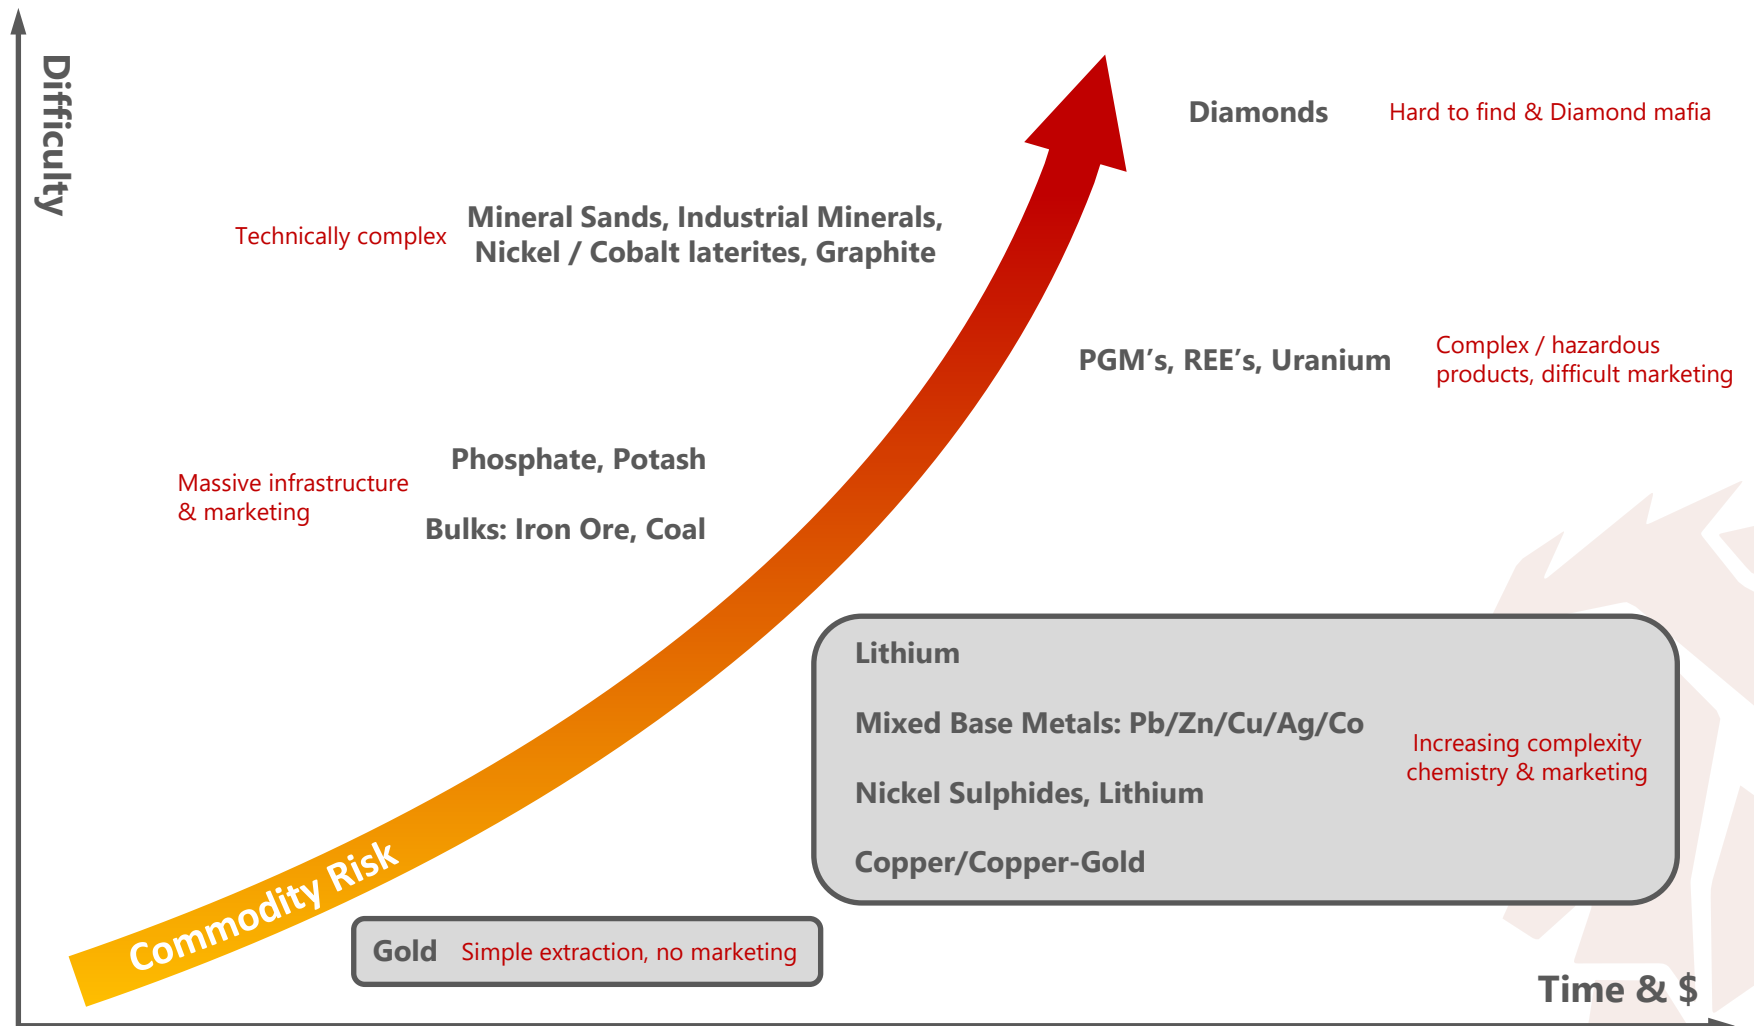 Difficulty
Diamonds
Hard to find & Diamond mafia
Technically complex
Mineral Sands, Industrial Minerals,
Nickel / Cobalt laterites, Graphite
PGM’s, REE’s, Uranium
Complex / hazardous
products, difficult marketing
Massive infrastructure
& marketing
Phosphate, Potash
Bulks: Iron Ore, Coal
Lithium
Mixed Base Metals: Pb/Zn/Cu/Ag/Co
Nickel Sulphides, Lithium
Copper/Copper-Gold
Increasing complexity
chemistry & marketing
Commodity Risk
Gold
Simple extraction, no marketing
Time & $